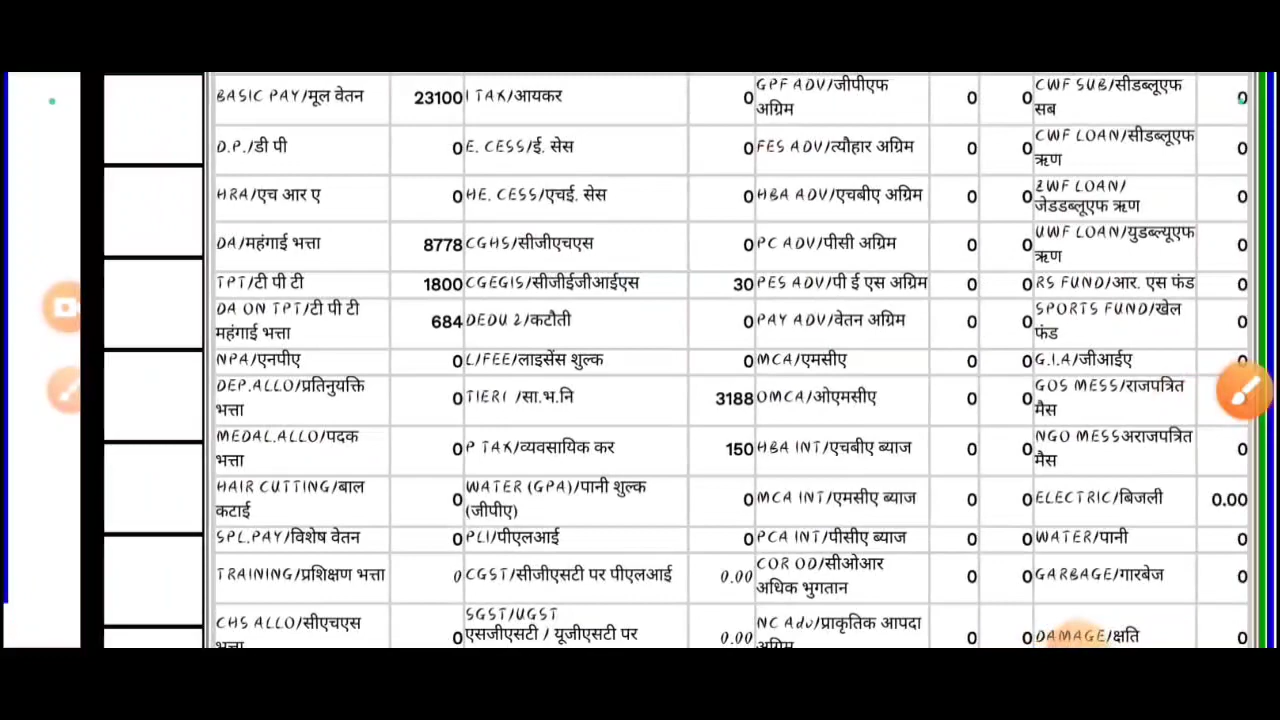 BASIC PAY/मूल वेतन 23100 I TAX/आयकर 0 GPF ADV/जीपीएफ अग्रिम 0 0 CWF SUB/सीडब्लूएफ सब 0
D.P./डी पी 0 E. CESS/ई. सेस 0 FES ADV/त्यौहार अग्रिम 0 0 CWF LOAN/सीडब्लूएफ ऋण 0
HRA/एच आर ए 0 HE. CESS/एचई. सेस 0 HBA ADV/एचबीए अग्रिम 0 0 ZWF LOAN/जेडडब्लूएफ ऋण 0
DA/महंगाई भत्ता 8778 CGHS/सीजीएचएस 0 PC ADV/पीसी अग्रिम 0 0 UWF LOAN/युडब्ल्यूएफ ऋण 0
TPT/टी पी टी 1800 CGEGIS/सीजीईजीआईएस 30 PES ADV/पी ई एस अग्रिम 0 0 RS FUND/आर. एस फंड 0
DA ON TPT/टी पी टी महंगाई भत्ता 684 DEDU 2/कटौती 0 PAY ADV/वेतन अग्रिम 0 0 SPORTS FUND/खेल फंड 0
NPA/एनपीए 0 L/FEE/लाइसेंस शुल्क 0 MCA/एमसीए 0 0 G.I.A/जीआईए 0
DEP.ALLO/प्रतिनुयक्ति भत्ता 0 TIER1 /सा.भ.नि 3188 OMCA/ओएमसीए 0 0 GOS MESS/राजपत्रित मैस
MEDAL.ALLO/पदक भत्ता 0 P TAX/व्यवसायिक कर 150 HBA INT/एचबीए ब्याज 0 0 NGO MESSअराजपत्रित मैस 0
HAIR CUTTING/बाल कटाई 0 WATER (GPA)/पानी शुल्क (जीपीए) 0 MCA INT/एमसीए ब्याज 0 0 ELECTRIC/बिजली 0.00
SPL.PAY/विशेष वेतन 0 PLI/पीएलआई 0 PCA INT/पीसीए ब्याज 0 0 WATER/पानी 0
TRAINING/प्रशिक्षण भत्ता 0 CGST/सीजीएसटी पर पीएलआई 0.00 COR OD/सीओआर अधिक भुगतान 0 0 GARBAGE/गारबेज 0
CHS ALLO/सीएचएस भत्ता 0 SGST/UGST एसजीएसटी / यूजीएसटी पर 0.00 NC Adv/प्राकृतिक आपदा अग्रिम 0 0 DAMAGE/क्षति 0